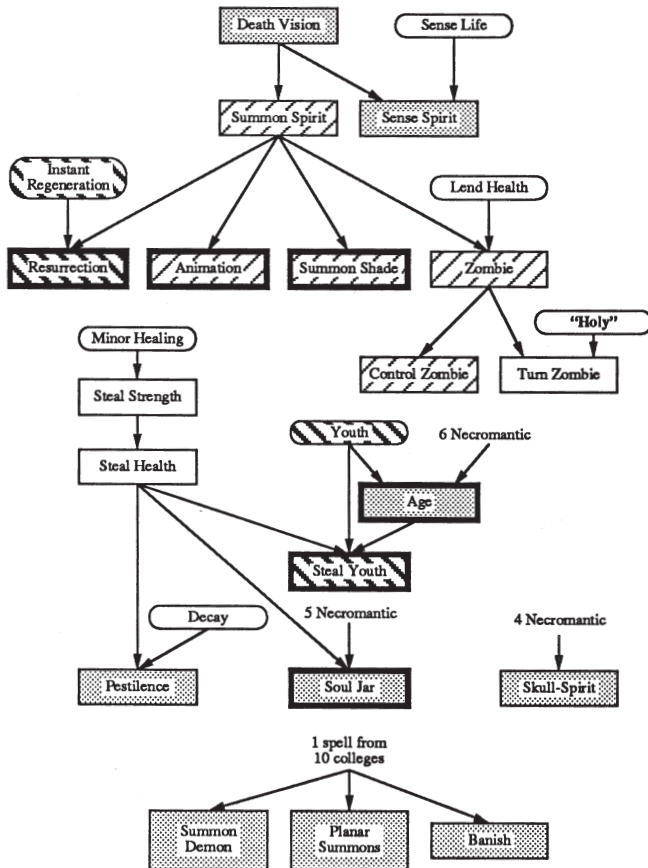 Death Vision
Sense Life
Summon Spirit
Sense Spirit
Instant
Regeneration
Lend Health
Resurrection
Animation
Summon Shade
Zombie
Minor Healing
"Holy"
Control Zombie
Turn Zombie
Steal Strength
Youth
6 Necromantic
Steal Health
Age
Steal Youth
Decay
5 Necromantic
4 Necromantic
Pestilence
Soul Jar
Skull-Spirit
1 spell from
10 colleges
Summon
Demon
Planar
Summons
Banish